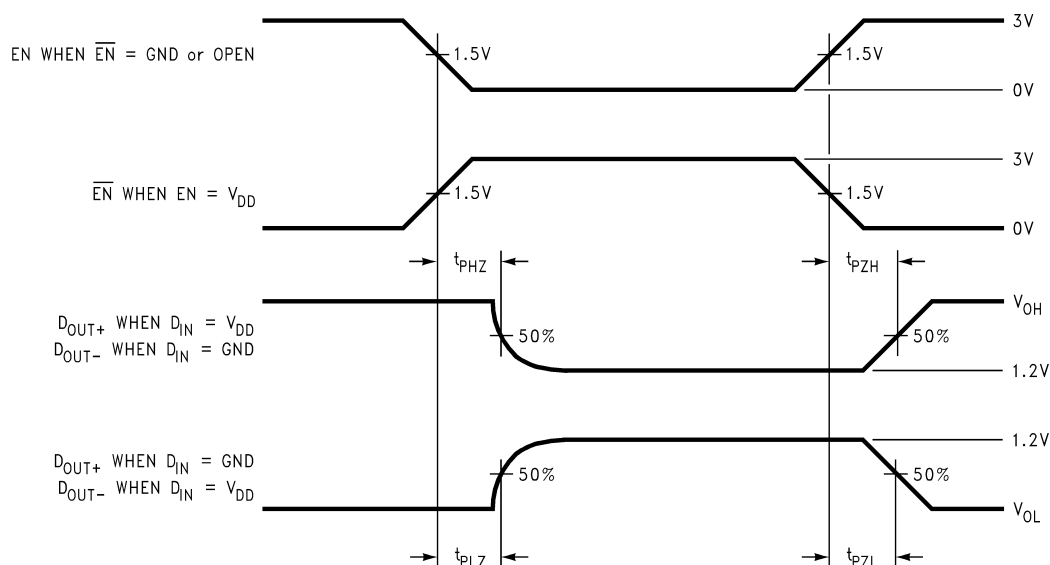 3V
EN WHEN E̅N̅ = GND or OPEN
1.5V
1.5V
0V
3V
E̅N̅ WHEN EN = VDD
1.5V
1.5V
0V
tPHZ
tPZH
VOH
DOUT+ WHEN DIN = VDD
DOUT− WHEN DIN = GND
50%
50%
1.2V
1.2V
DOUT+ WHEN DIN = GND
DOUT− WHEN DIN = VDD
50%
50%
VOL
tPLZ
tPZL